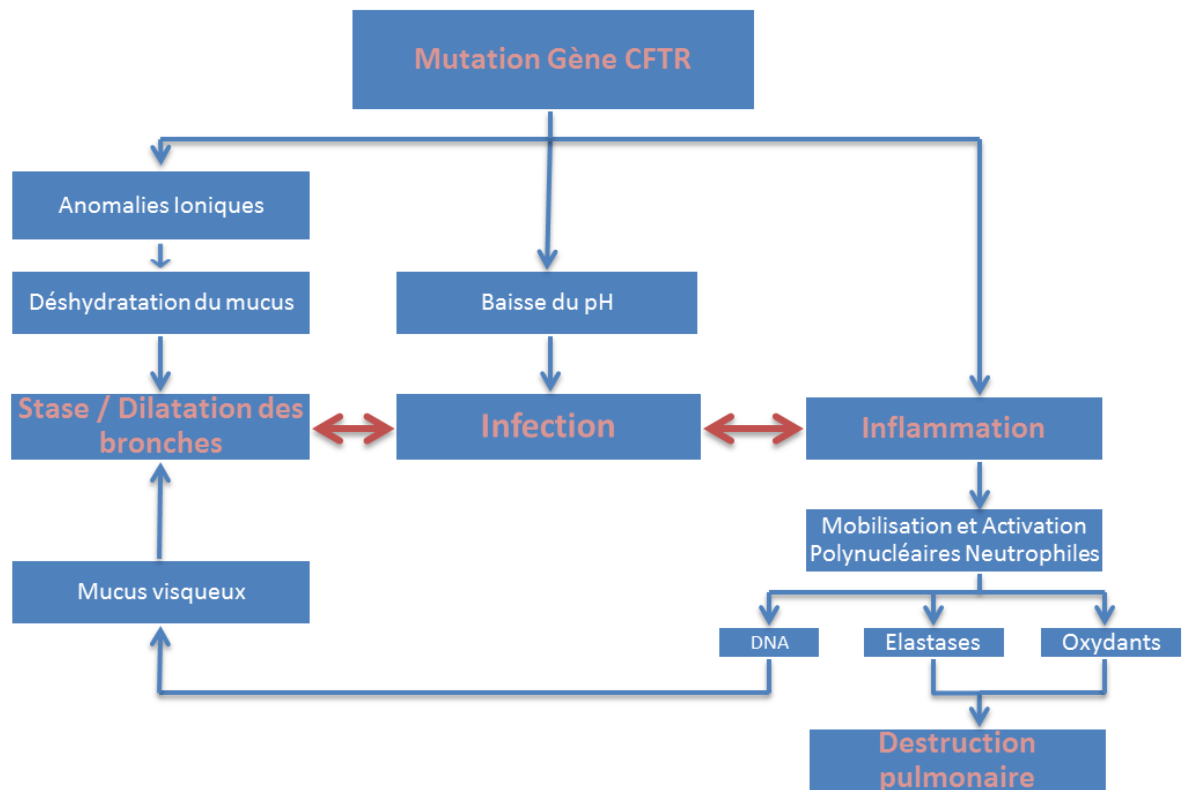 Mutation Gène CFTR
Anomalies Ioniques
Déshydratation du mucus
Baisse du pH
Stase / Dilatation des
bronches
Infection
Inflammation
Mobilisation et Activation
Polynucléaires Neutrophiles
Mucus visqueux
DNA
Elastases
Oxydants
Destruction
pulmonaire